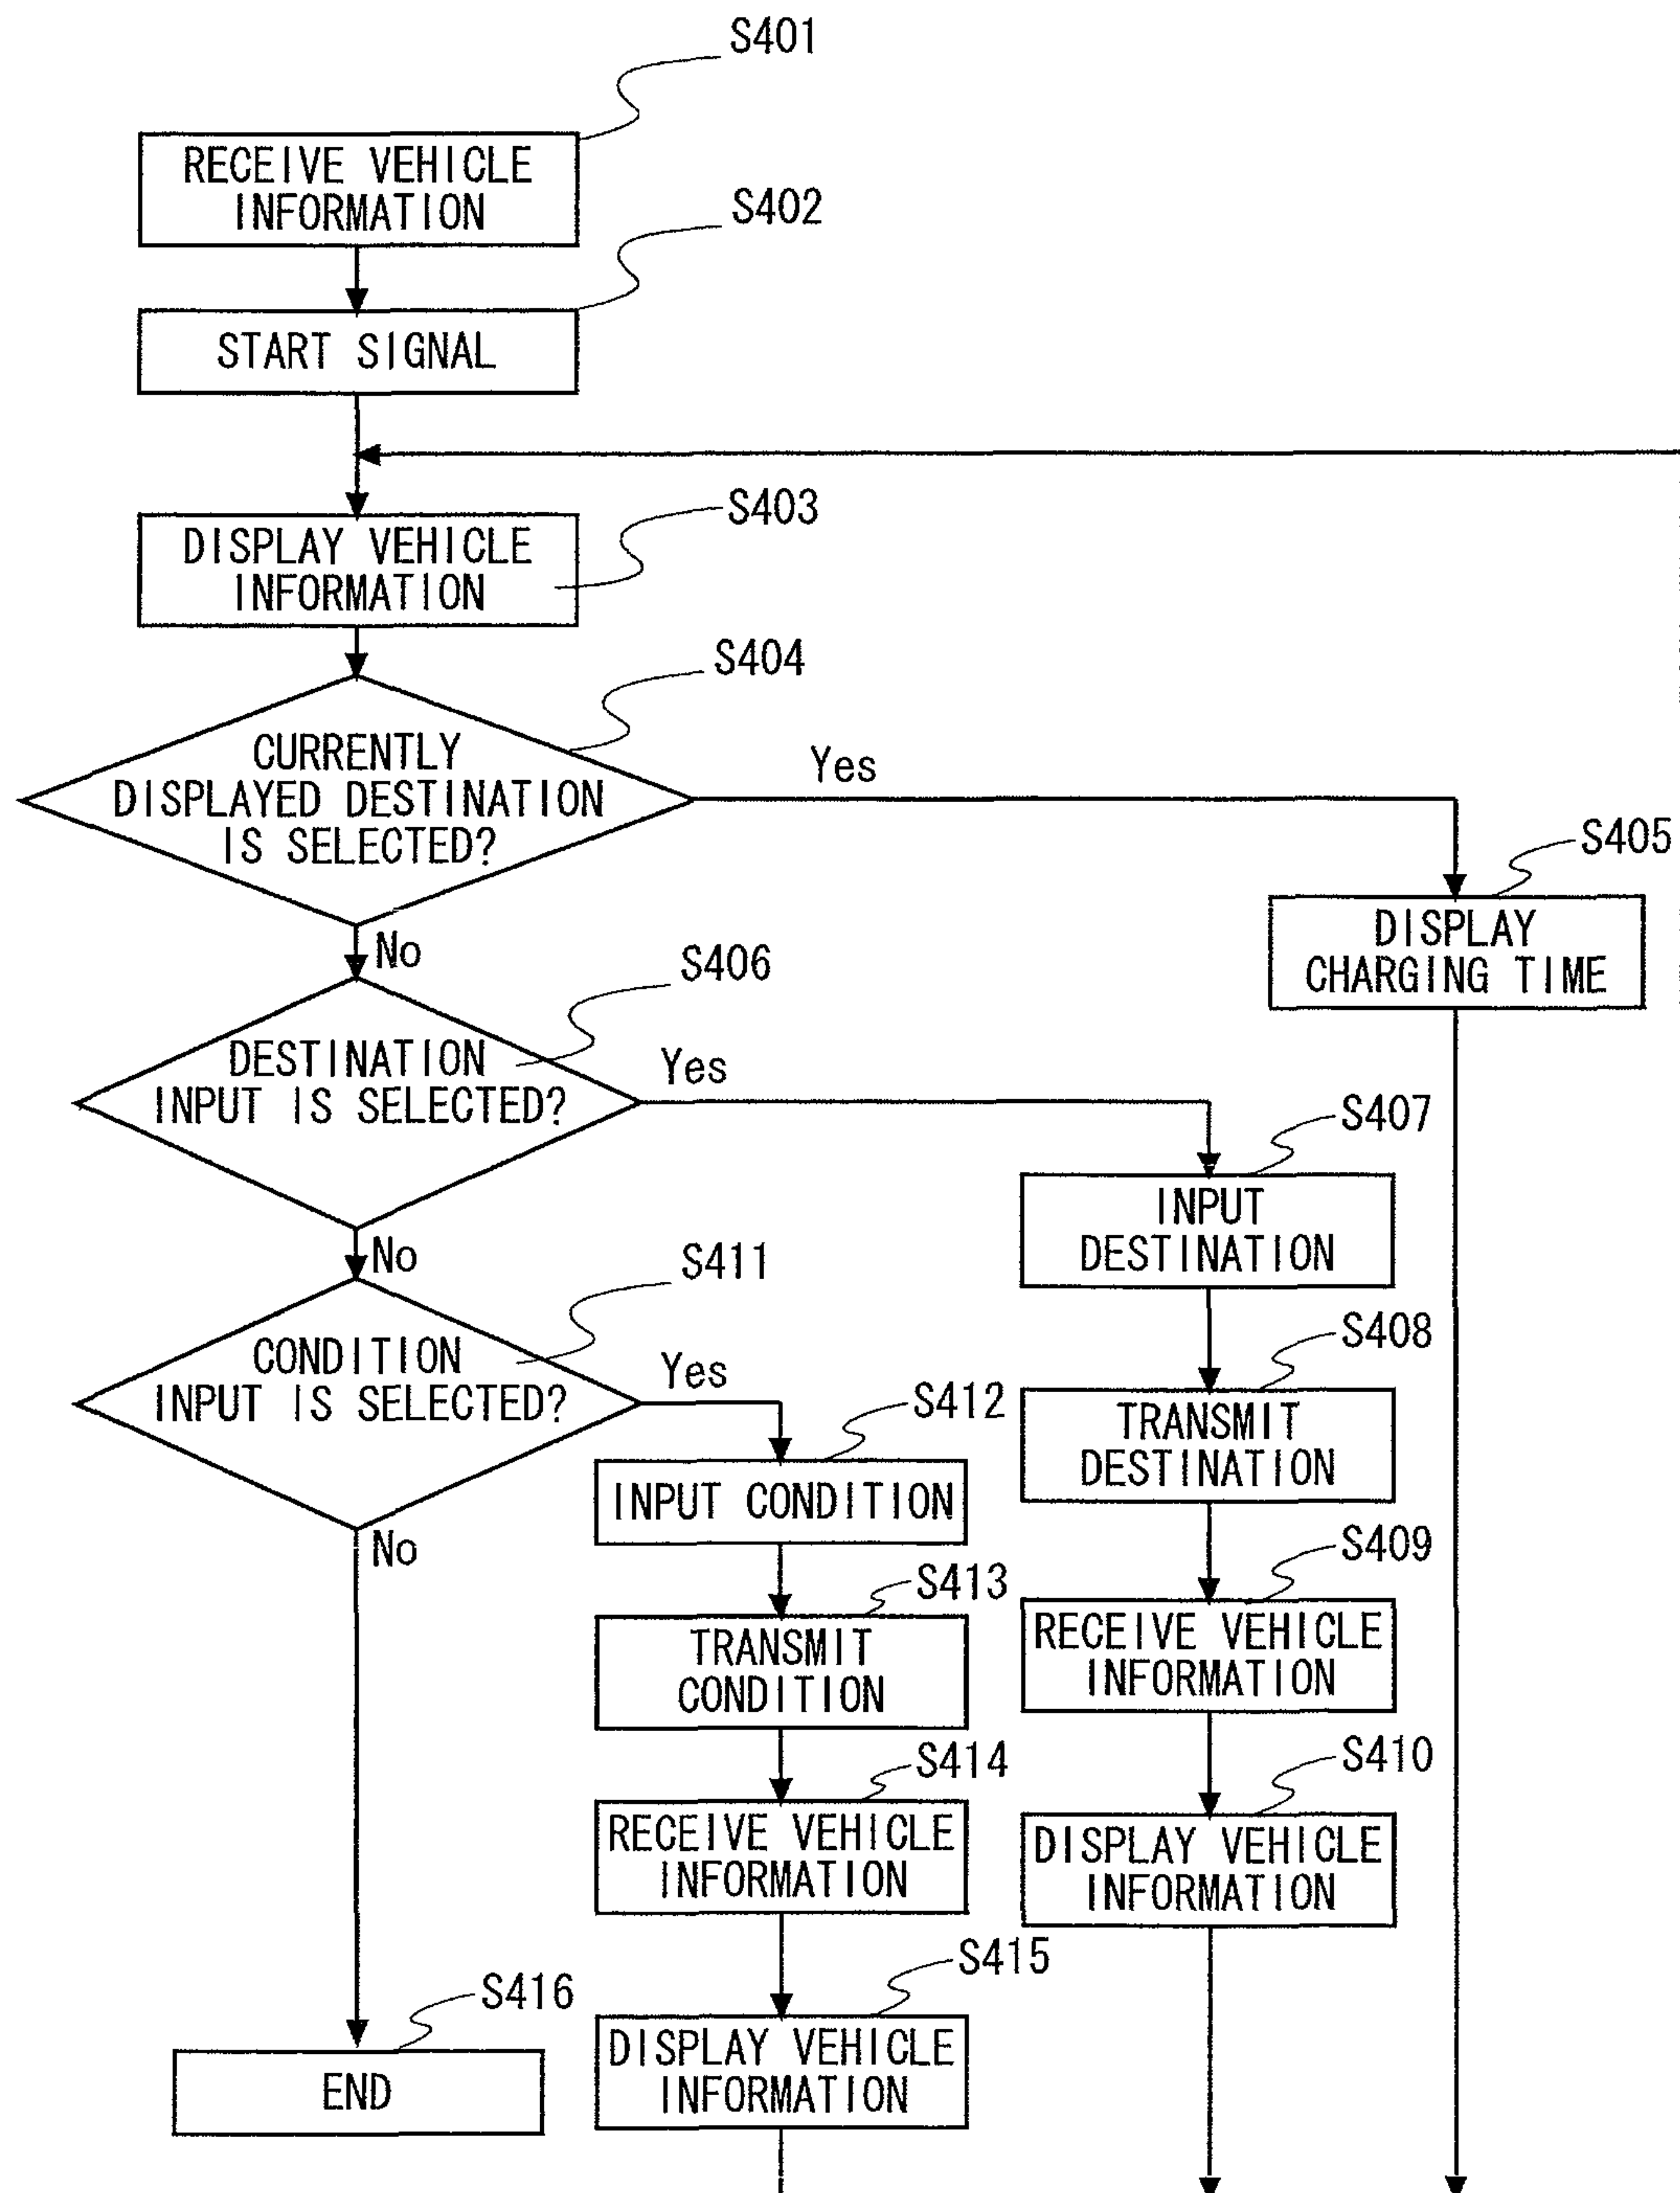 S401
RECEIVE VEHICLE
INFORMATION
S402
START SIGNAL
S403
DISPLAY VEHICLE
INFORMATION
S404
CURRENTLY
DISPLAYED DESTINATION
IS SELECTED?
Yes
S405
DISPLAY
CHARGING TIME
No
S406
DESTINATION
INPUT IS SELECTED?
Yes
S407
INPUT
DESTINATION
No
S411
CONDITION
INPUT IS SELECTED?
Yes
S408
TRANSMIT
DESTINATION
S412
INPUT CONDITION
No
S409
RECEIVE VEHICLE
INFORMATION
S413
TRANSMIT
CONDITION
S410
DISPLAY VEHICLE
INFORMATION
S414
RECEIVE VEHICLE
INFORMATION
S415
DISPLAY VEHICLE
INFORMATION
S416
END